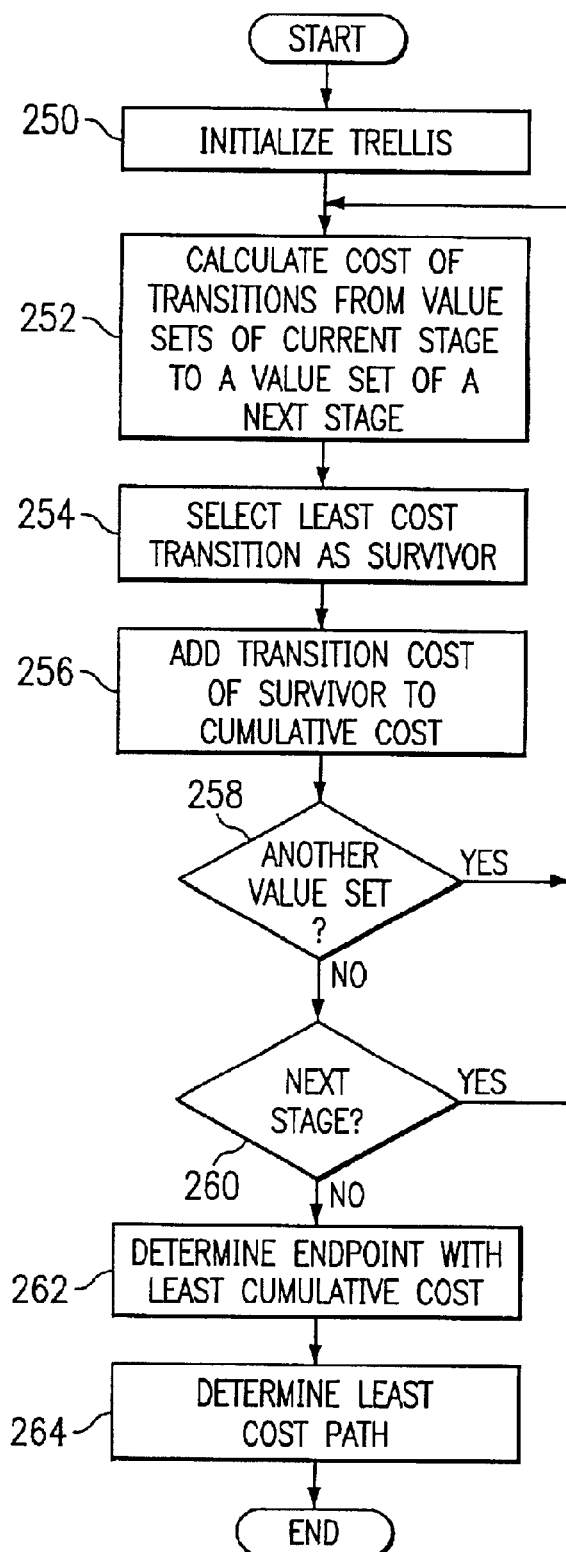 START
250
INITIALIZE TRELLIS
252
CALCULATE COST OF
TRANSITIONS FROM VALUE
SETS OF CURRENT STAGE
TO A VALUE SET OF A
NEXT STAGE
254
SELECT LEAST COST
TRANSITION AS SURVIVOR
256
ADD TRANSITION COST
OF SURVIVOR TO
CUMULATIVE COST
258
ANOTHER
VALUE SET
?
YES
NO
NEXT
STAGE?
YES
260
NO
262
DETERMINE ENDPOINT WITH
LEAST CUMULATIVE COST
264
DETERMINE LEAST
COST PATH
END